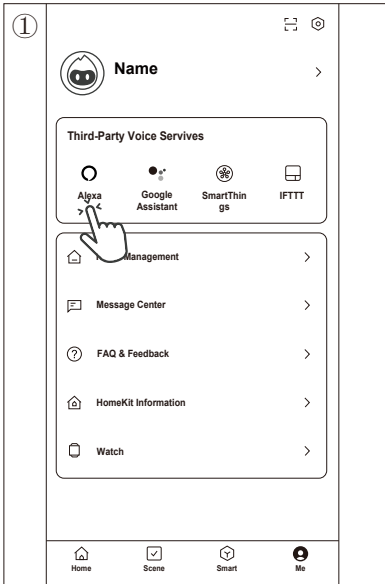 ①
Name
Third-Party Voice Servives
Alexa
Google
Assistant
SmartThin
gs
IFTTT
Management
Message Center
FAQ & Feedback
HomeKit Information
Watch
Home
Scene
Smart
Me